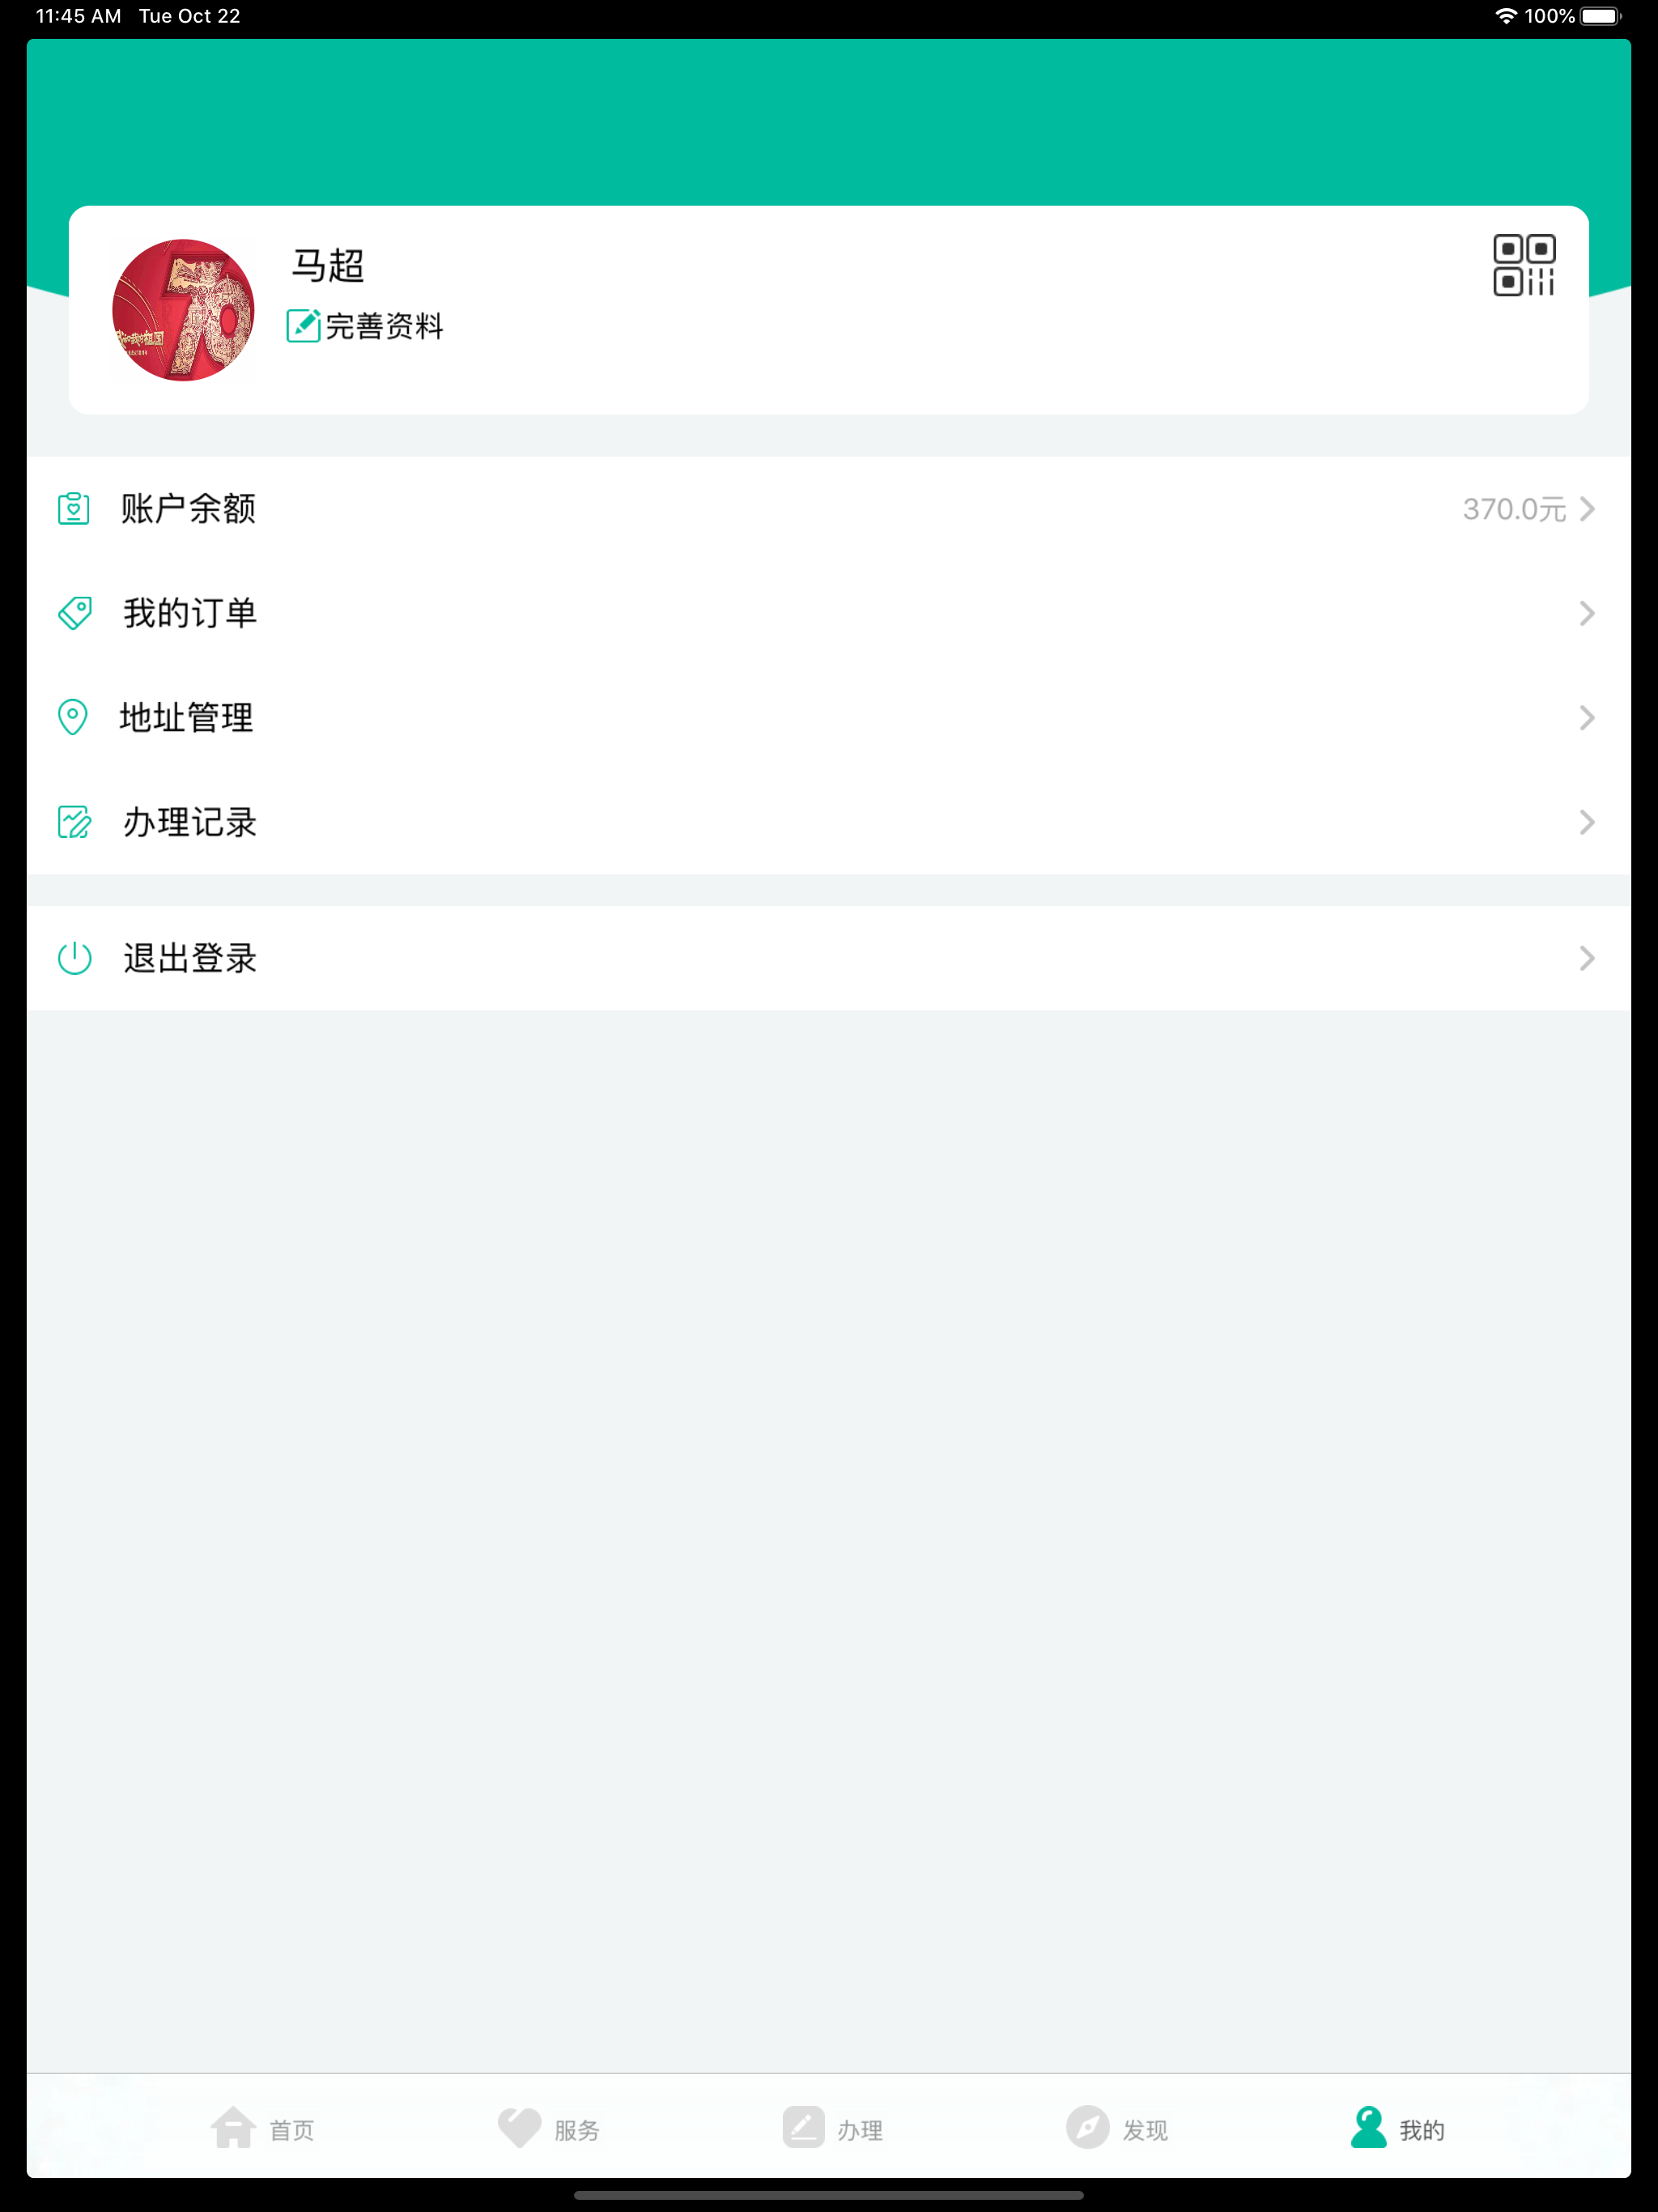 11:45 AM Tue Oct 22
100%
马超
完善资料
70
账户余额
370.0元
我的订单
地址管理
办理记录
退出登录
首页
服务
办理
发现
我的